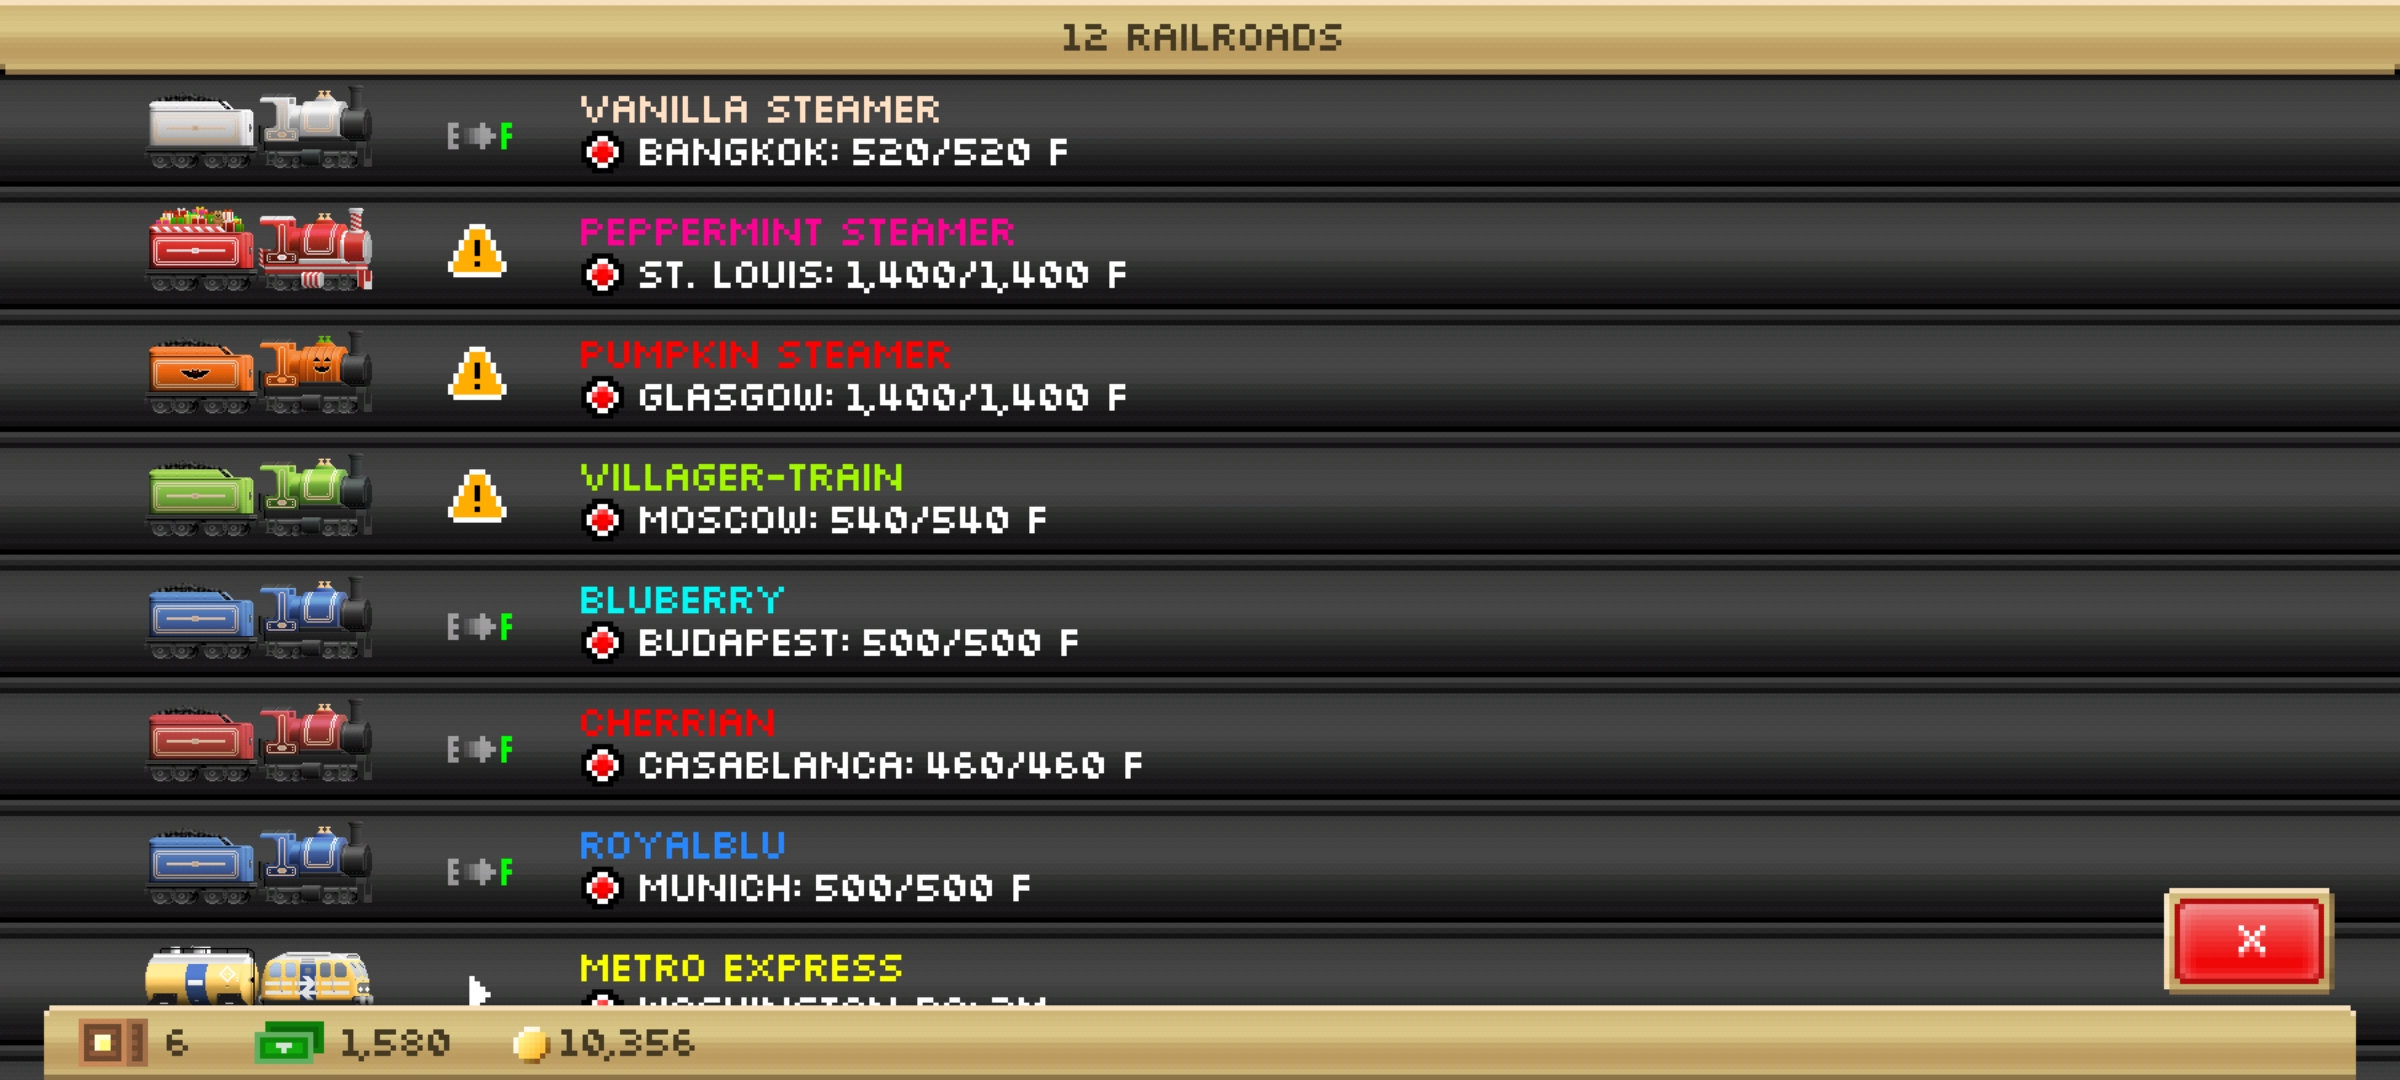 12 RAILROADS
VANILLA STEAMER
E F
BANGKOK: 520/520 F
PEPPERMINT STEAMER
ST. LOUIS: 1,400/1,400 F
PUMPKIN STEAMER
GLASGOW: 1,400/1,400 F
VILLAGER-TRAIN
MOSCOW: 540/540 F
BLUBERRY
E F
BUDAPEST: 500/500 F
CHERRIAN
E F
CASABLANCA: 460/460 F
ROYALBLU
E F
MUNICH: 500/500 F
METRO EXPRESS
X
6 1,580 10,356